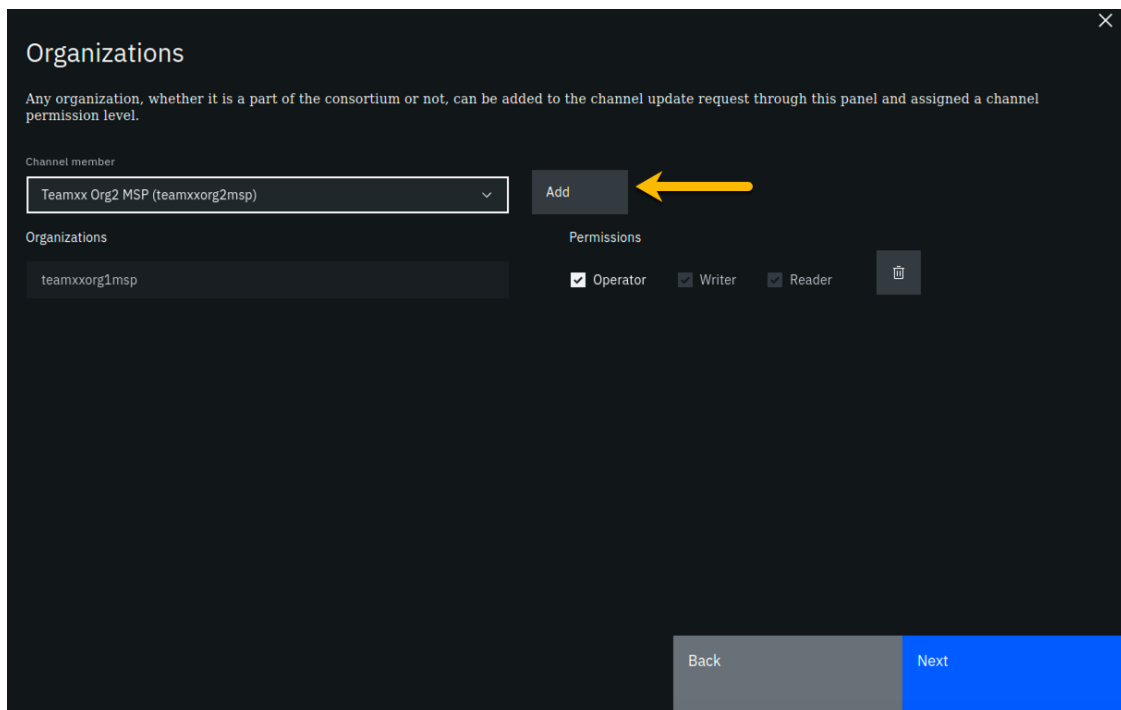 Organizations
Any organization, whether it is a part of the consortium or not, can be added to the channel update request through this panel and assigned a channel
permission level.
Channel member
Teamxx Org2 MSP (teamxxorg2msp)
Add
Organizations
Permissions
teamxxorg1msp
Operator
Writer
Reader
Back
Next